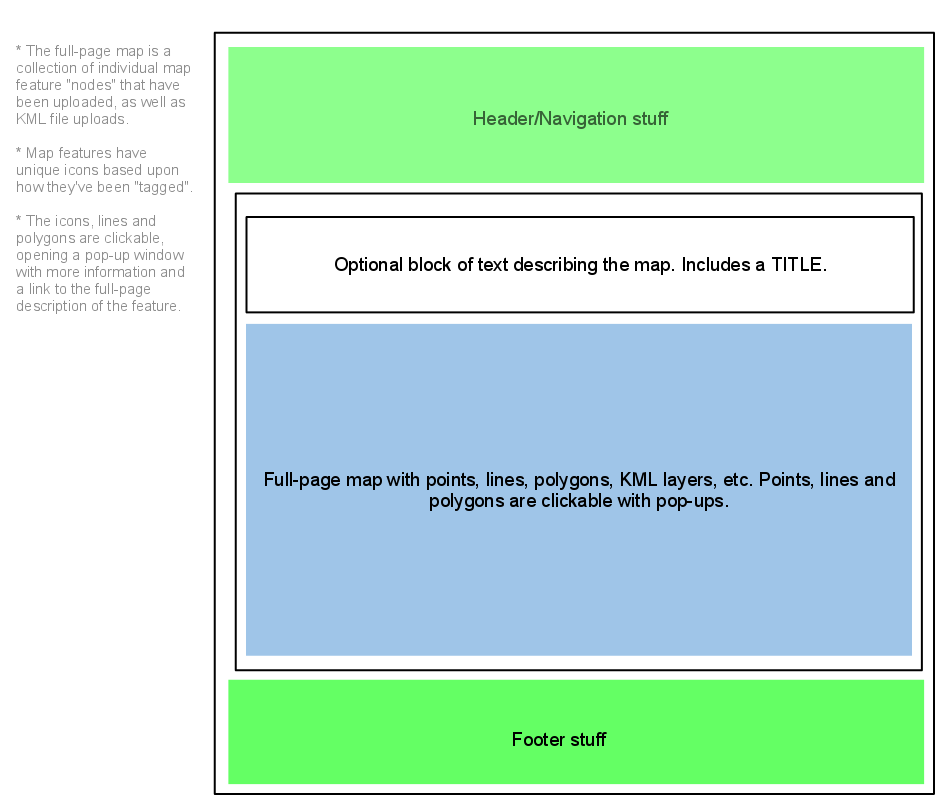 * The full-page map is a
collection of individual map
feature "nodes" that have
been uploaded, as well as
KML file uploads.
* Map features have
unique icons based upon
how they've been "tagged".
* The icons, lines and
polygons are clickable,
opening a pop-up window
with more information and
a link to the full-page
description of the feature.
Header/Navigation stuff
Optional block of text describing the map. Includes a TITLE.
Full-page map with points, lines, polygons, KML layers, etc. Points, lines and
polygons are clickable with pop-ups.
Footer stuff